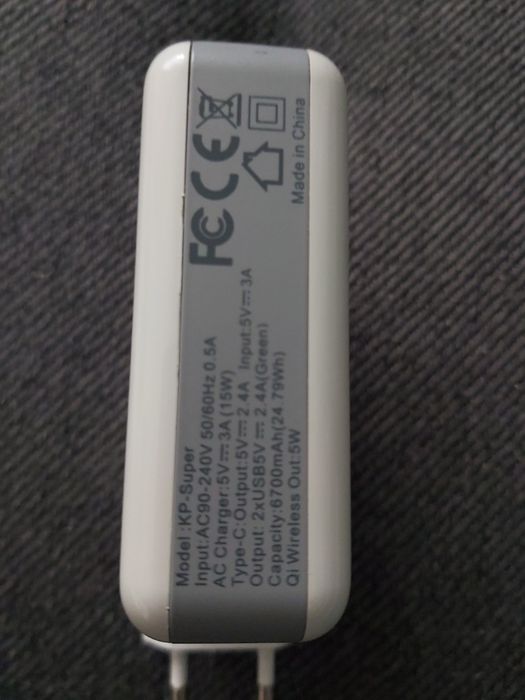 Model :KP-Super
Input:AC90-240V 50/60Hz 0.5A
AC Charger:5V⎓3A(15W)
Type-C:Output:5V⎓2.4A Input:5V⎓3A
Output: 2xUSB5V⎓2.4A(Green)
Capacity:6700mAh(24.79Wh)
Qi Wireless Out:5W
FC CE
Made in China